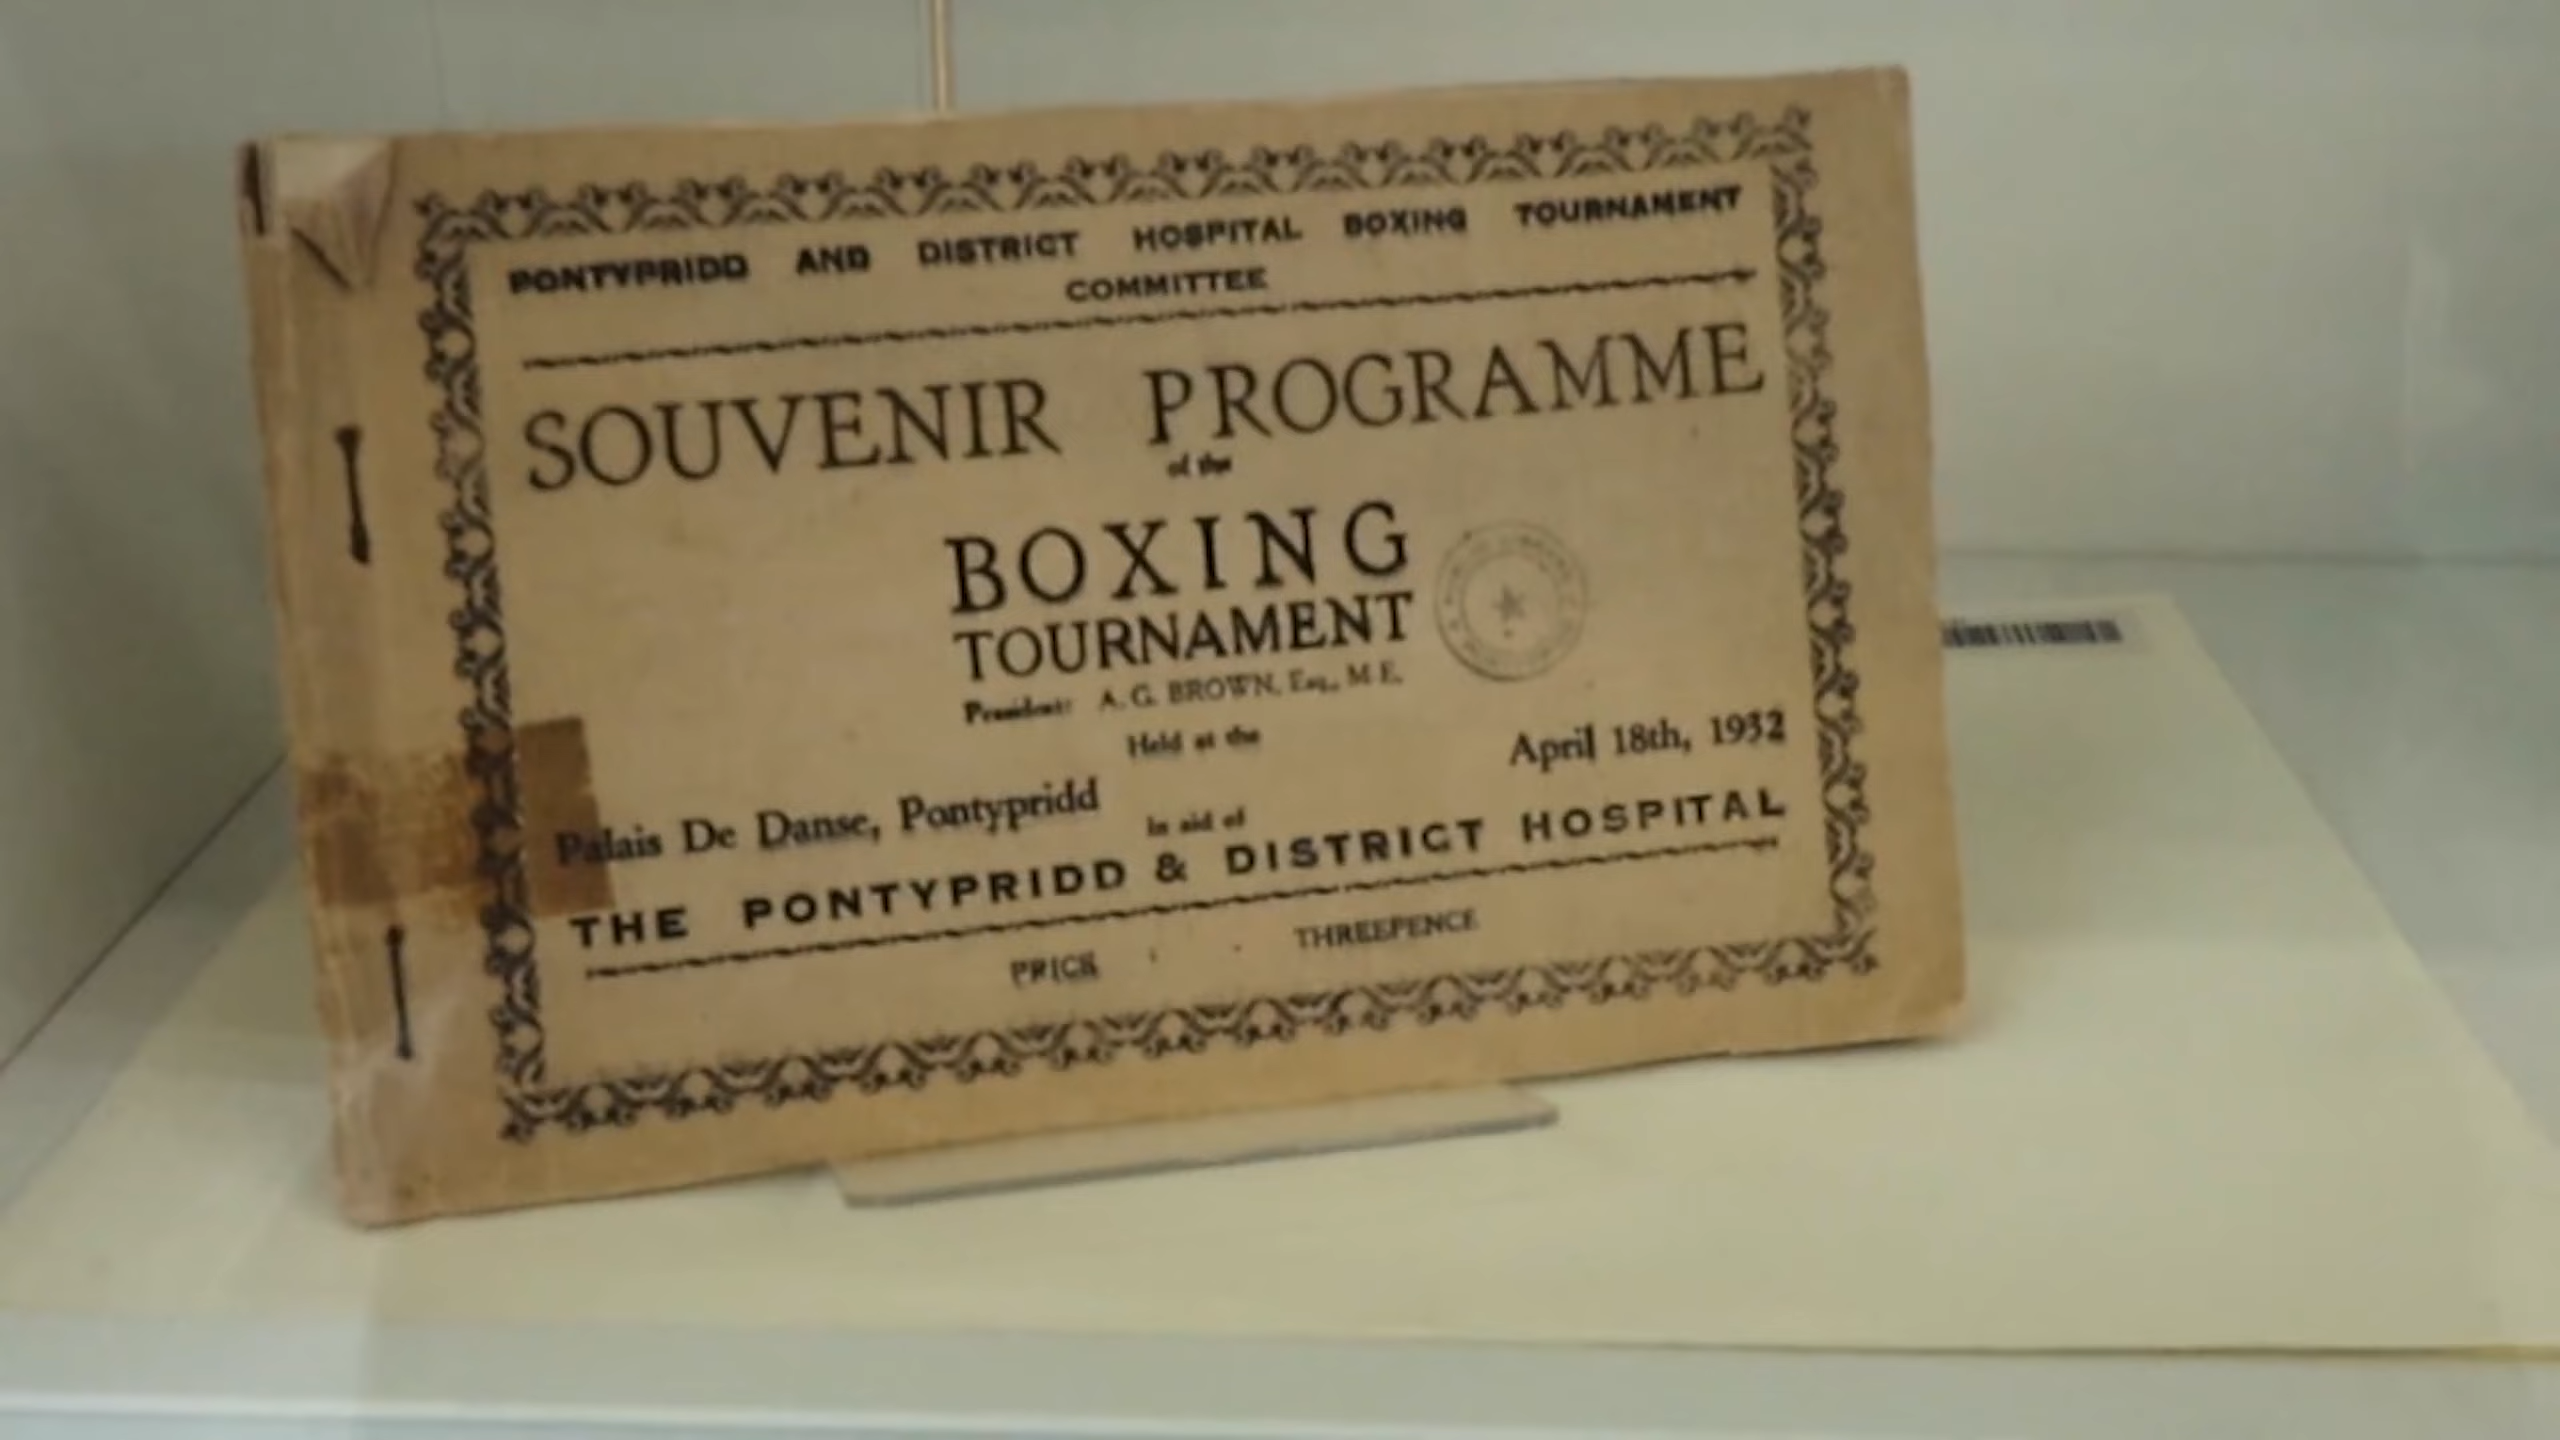 PONTYPRIDD AND DISTRICT HOSPITAL BOXING TOURNAMENT
COMMITTEE
SOUVENIR PROGRAMME
of the
BOXING
TOURNAMENT
President: A. G. BROWN, Esq., M.E.
Held at the
Palais De Danse, Pontypridd
April 18th, 1932
In aid of
THE PONTYPRIDD & DISTRICT HOSPITAL
PRICE THREEPENCE